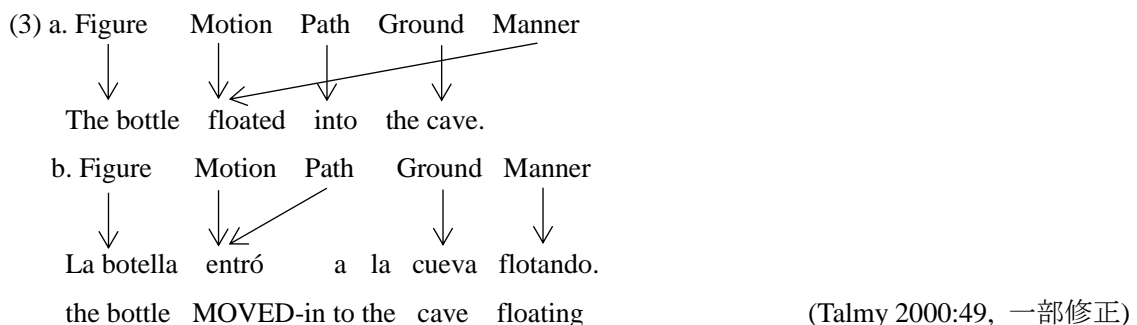 (3) a. Figure Motion Path Ground Manner
The bottle floated into the cave.
b. Figure Motion Path Ground Manner
La botella entró a la cueva flotando.
the bottle MOVED-in to the cave floating (Talmy 2000:49, 一部修正)